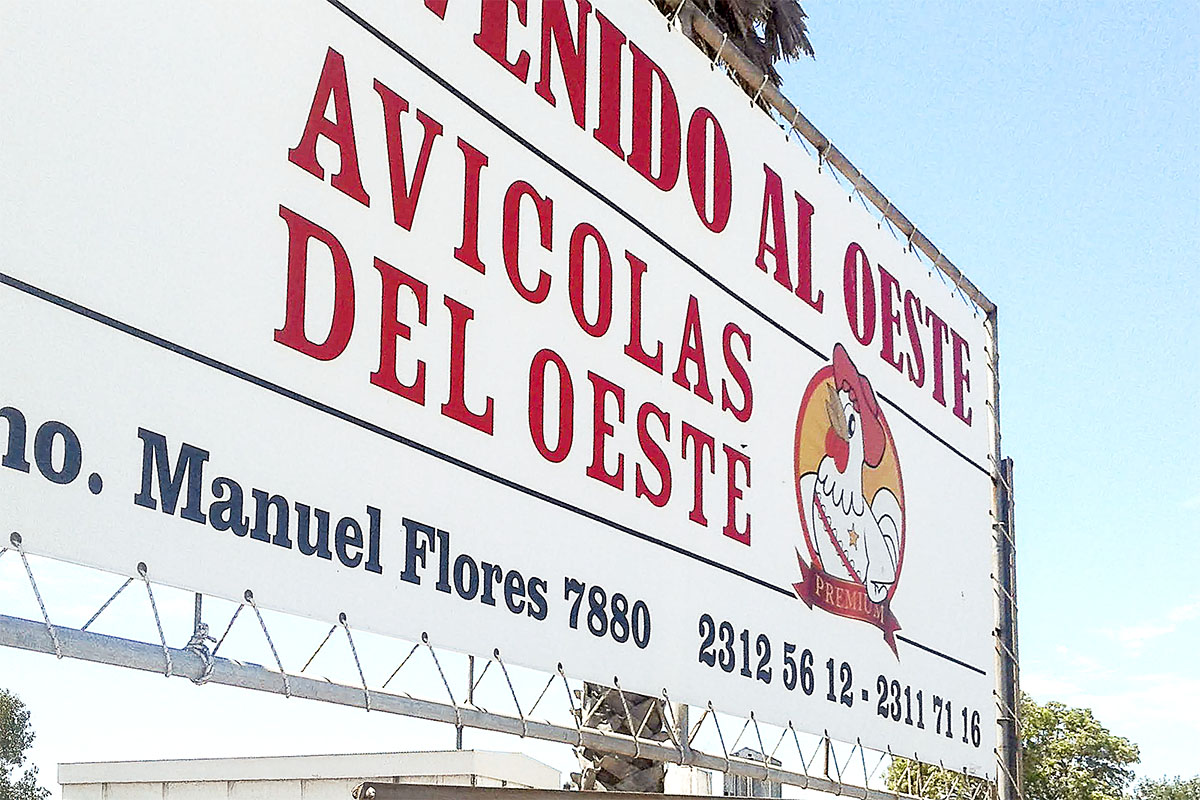 VENIDO AL OESTE
AVICOLAS
DEL OESTE
PREMIUM
no. Manuel Flores 7880 2312 56 12 - 2311 71 16